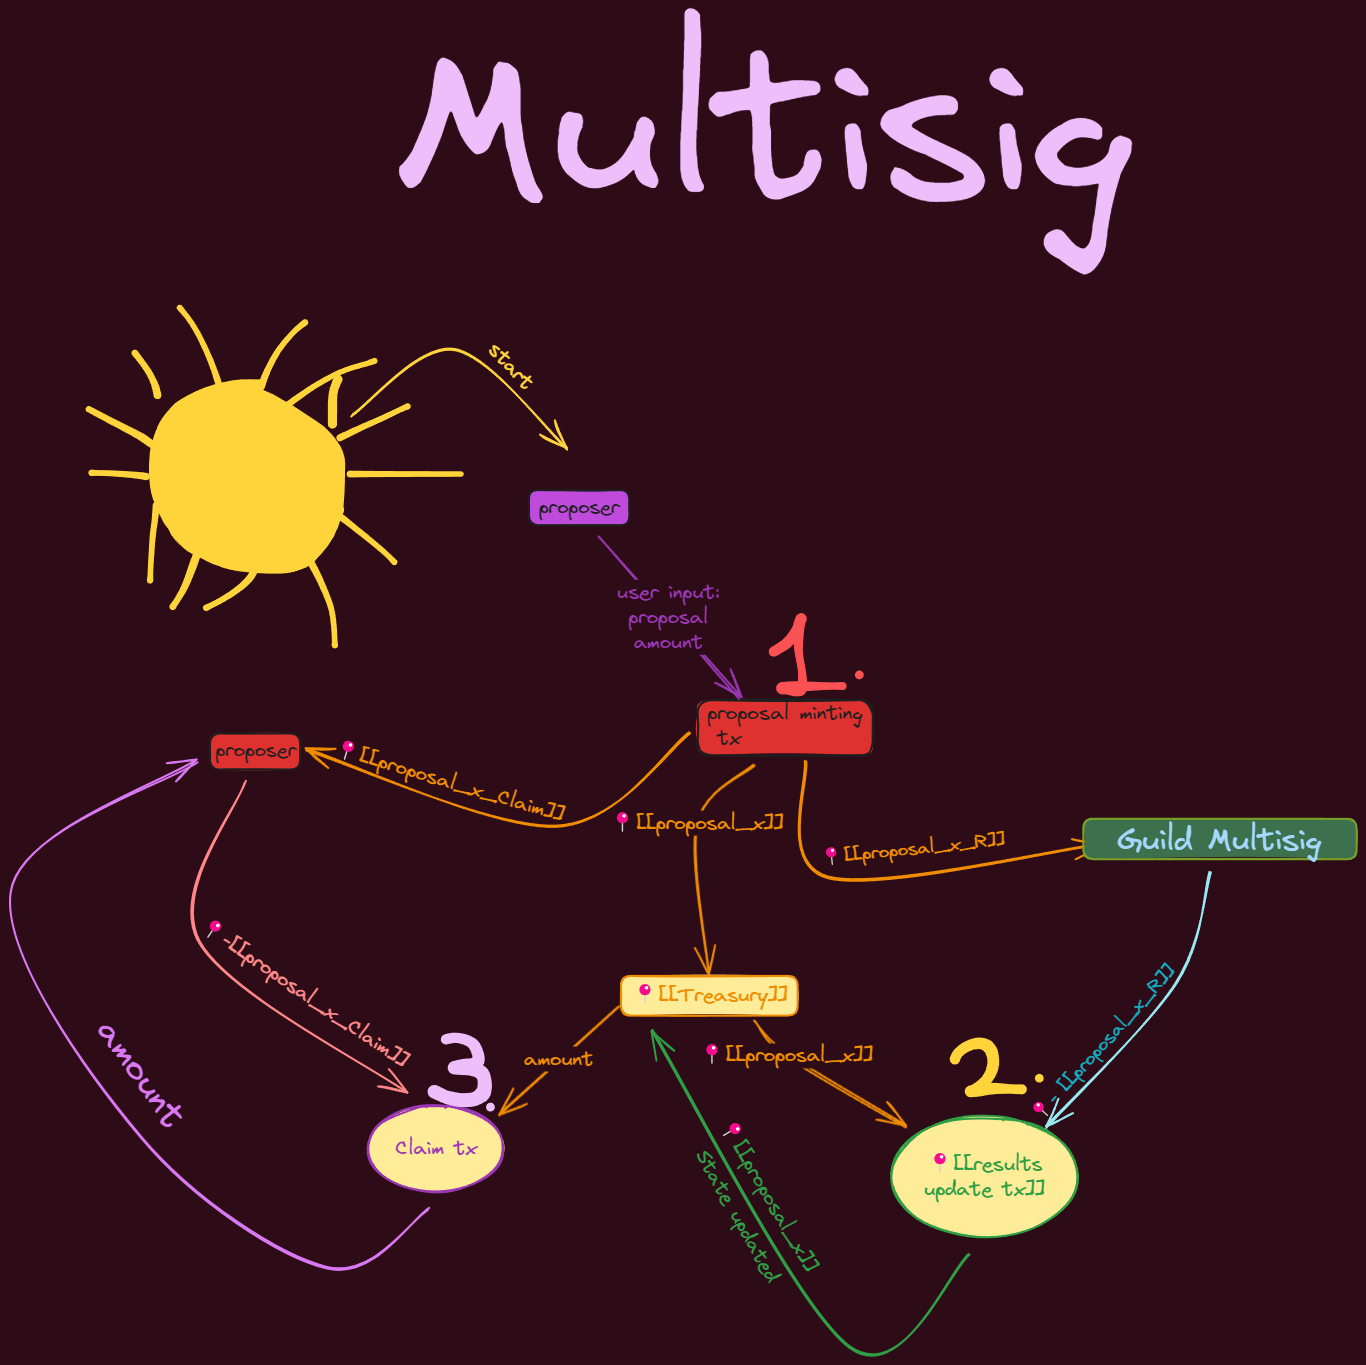 Multisig
start
proposer
user input:
proposal
amount
1.
proposal minting
tx
proposer
[[proposal_x_Claim]]
[[proposal_x]]
[[proposal_x_R]]
Guild Multisig
-[[proposal_x_Claim]]
[[Treasury]]
- [[proposal_x_R]]
amount
amount
[[proposal_x]]
3.
2.
Claim tx
[[results
update tx]]
[[proposal_x]]
State updated